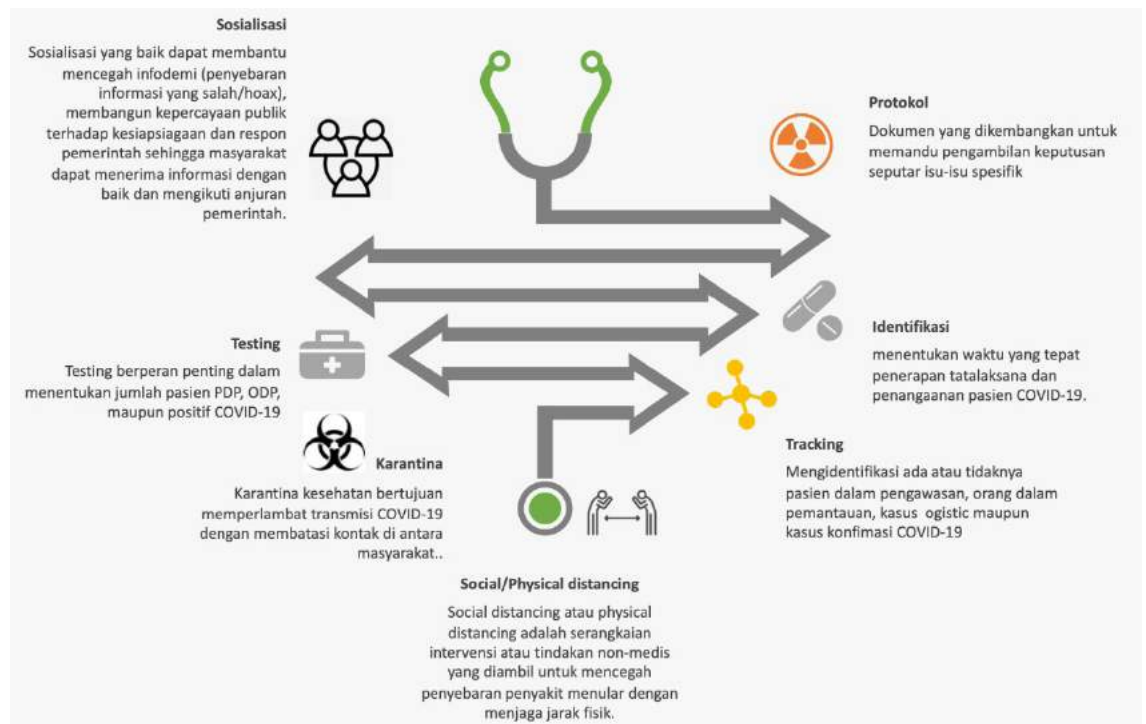 Sosialisasi
Sosialisasi yang baik dapat membantu
mencegah infodemi (penyebaran
informasi yang salah/hoax),
membangun kepercayaan publik
terhadap kesiapsiagaan dan respon
pemerintah sehingga masyarakat
dapat menerima informasi dengan
baik dan mengikuti anjuran
pemerintah.
Protokol
Dokumen yang dikembangkan untuk
memandu pengambilan keputusan
seputar isu-isu spesifik
Testing
Testing berperan penting dalam
menentukan jumlah pasien PDP, ODP,
maupun positif COVID-19
Identifikasi
menentukan waktu yang tepat
penerapan tatalaksana dan
penangaanan pasien COVID-19.
Karantina
Karantina kesehatan bertujuan
memperlambat transmisi COVID-19
dengan membatasi kontak di antara
masyarakat..
Tracking
Mengidentifikasi ada atau tidaknya
pasien dalam pengawasan, orang dalam
pemantauan, kasus ogistic maupun
kasus konfimasi COVID-19
Social/Physical distancing
Social distancing atau physical
distancing adalah serangkaian
intervensi atau tindakan non-medis
yang diambil untuk mencegah
penyebaran penyakit menular dengan
menjaga jarak fisik.